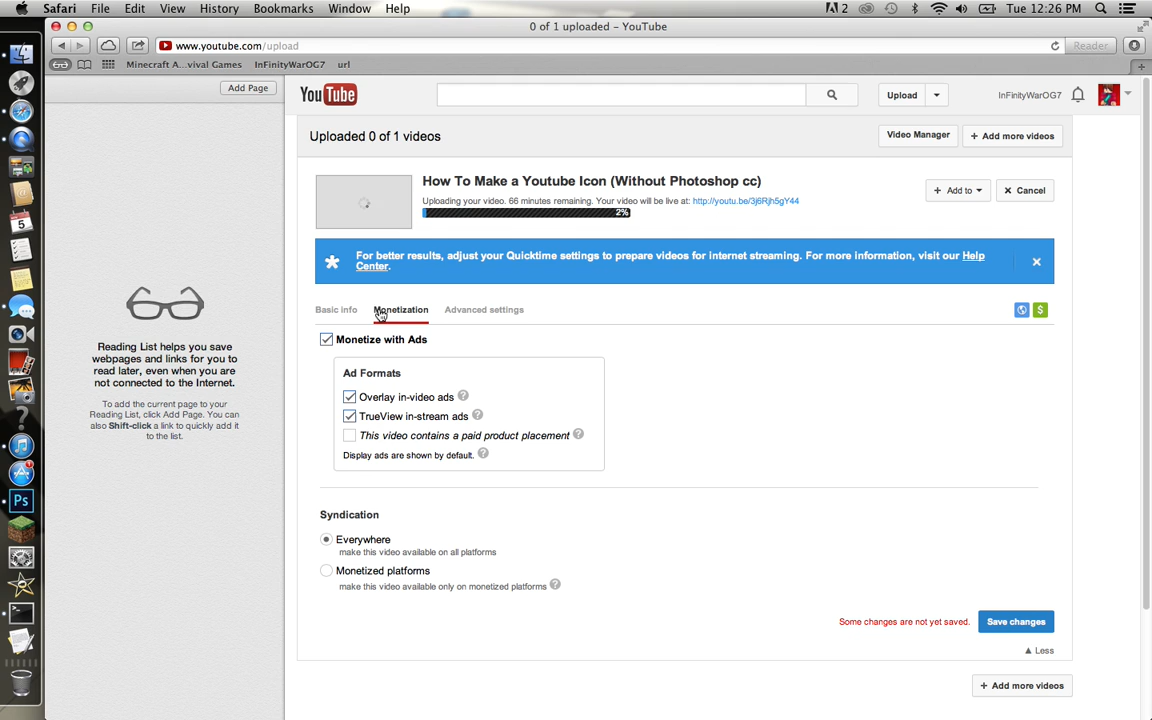 Safari File Edit View History Bookmarks Window Help
2 Tue 12:26 PM
0 of 1 uploaded – YouTube
www.youtube.com/upload
Reader
Minecraft A...vival Games InFinityWarOG7 url
Add Page
YouTube
Upload
InFinityWarOG7
Uploaded 0 of 1 videos
Video Manager
+ Add more videos
How To Make a Youtube Icon (Without Photoshop cc)
Uploading your video. 66 minutes remaining. Your video will be live at: http://youtu.be/3j6Rjh5gY44
2%
+ Add to
× Cancel
For better results, adjust your Quicktime settings to prepare videos for internet streaming. For more information, visit our Help
Center.
Basic info Monetization Advanced settings
$
Monetize with Ads
Ad Formats
Overlay in-video ads ?
TrueView in-stream ads ?
This video contains a paid product placement ?
Display ads are shown by default. ?
Syndication
Everywhere
make this video available on all platforms
Monetized platforms
make this video available only on monetized platforms ?
Some changes are not yet saved.
Save changes
Less
+ Add more videos
Reading List helps you save
webpages and links for you to
read later, even when you are
not connected to the Internet.
To add the current page to your
Reading List, click Add Page. You can
also Shift-click a link to quickly add it
to the list.
5
?
Ps